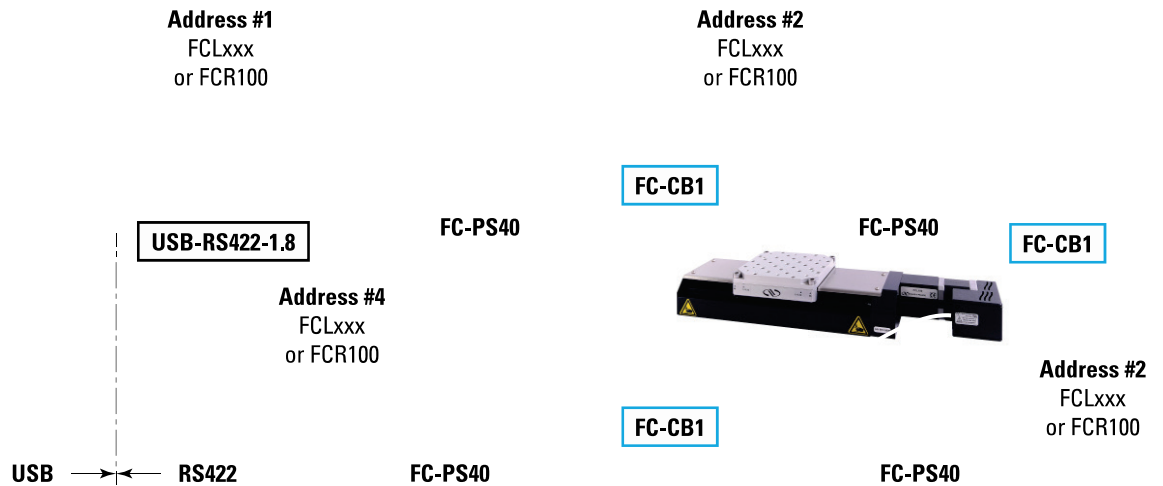 Address #1
FCLxxx
or FCR100
Address #2
FCLxxx
or FCR100
FC-CB1
USB-RS422-1.8
FC-PS40
FC-PS40
FC-CB1
Address #4
FCLxxx
or FCR100
Address #2
FCLxxx
or FCR100
FC-CB1
USB
RS422
FC-PS40
FC-PS40